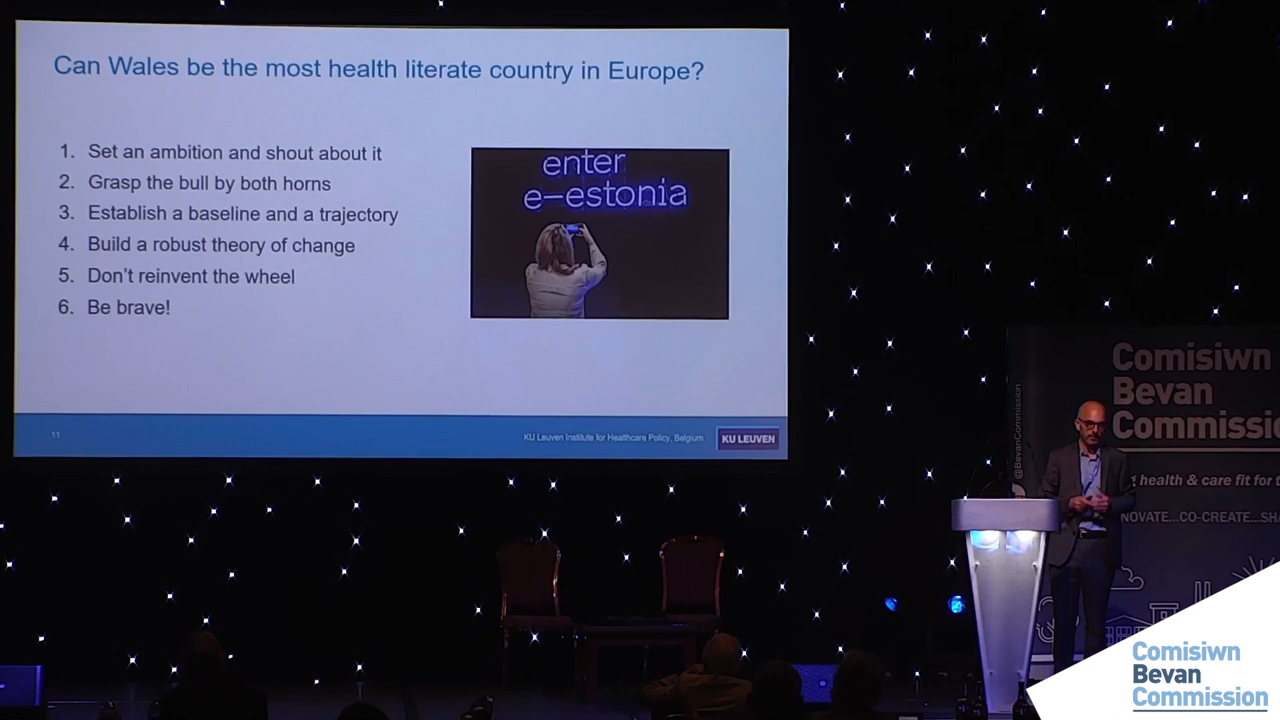 Can Wales be the most health literate country in Europe?
1. Set an ambition and shout about it
2. Grasp the bull by both horns
3. Establish a baseline and a trajectory
4. Build a robust theory of change
5. Don't reinvent the wheel
6. Be brave!
enter
e-estonia
11
KU Leuven Institute for Healthcare Policy, Belgium
KU LEUVEN
@BevanCommission
Comisiwn
Bevan
Commissi
health & care fit for t
NOVATE...CO-CREATE...SH
Comisiwn
Bevan
Commission